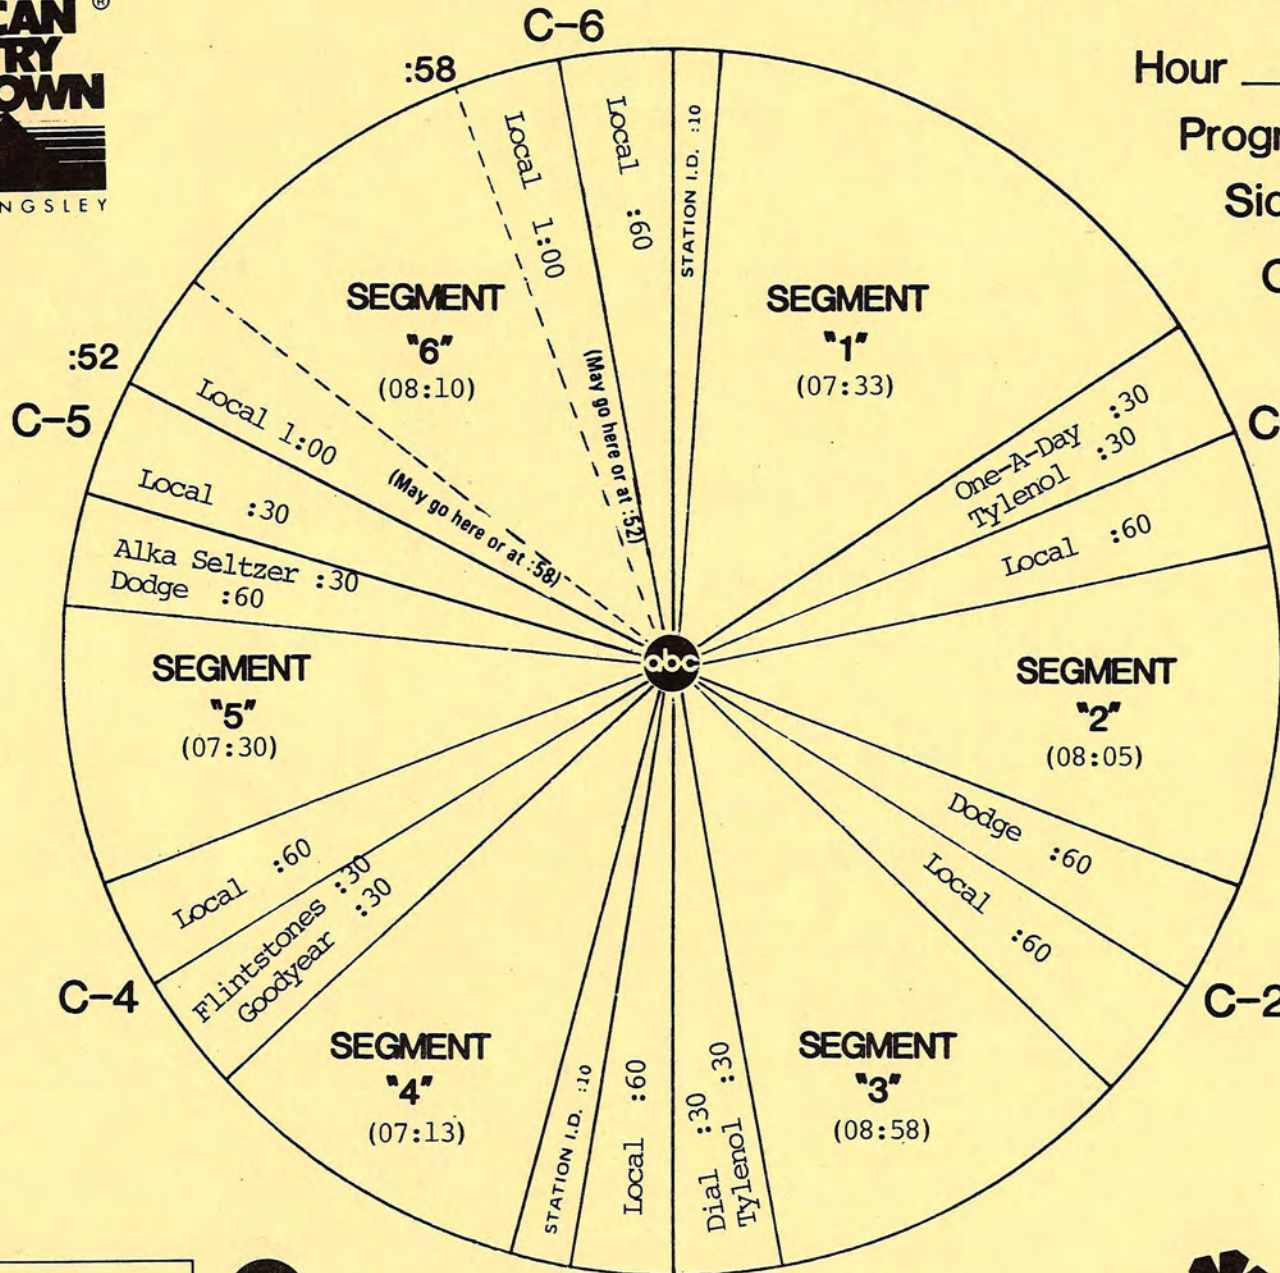 C-6
:58
Hour
Local 1:00
Local :60
STATION I.D. :10
NGSLEY
SEGMENT
"6"
(08:10)
(May go here or at :52)
SEGMENT
"1"
(07:33)
One-A-Day :30
Tylenol :30
Local :60
:52
C-5
Local 1:00
(May go here or at :58)
Local :30
Alka Seltzer :30
Dodge :60
abc
SEGMENT
"5"
(07:30)
SEGMENT
"2"
(08:05)
Dodge :60
Local :60
C-2
Local :60
Flintstones :30
Goodyear :30
C-4
SEGMENT
"4"
(07:13)
STATION I.D. :10
Local :60
Dial :30
Tylenol :30
SEGMENT
"3"
(08:58)